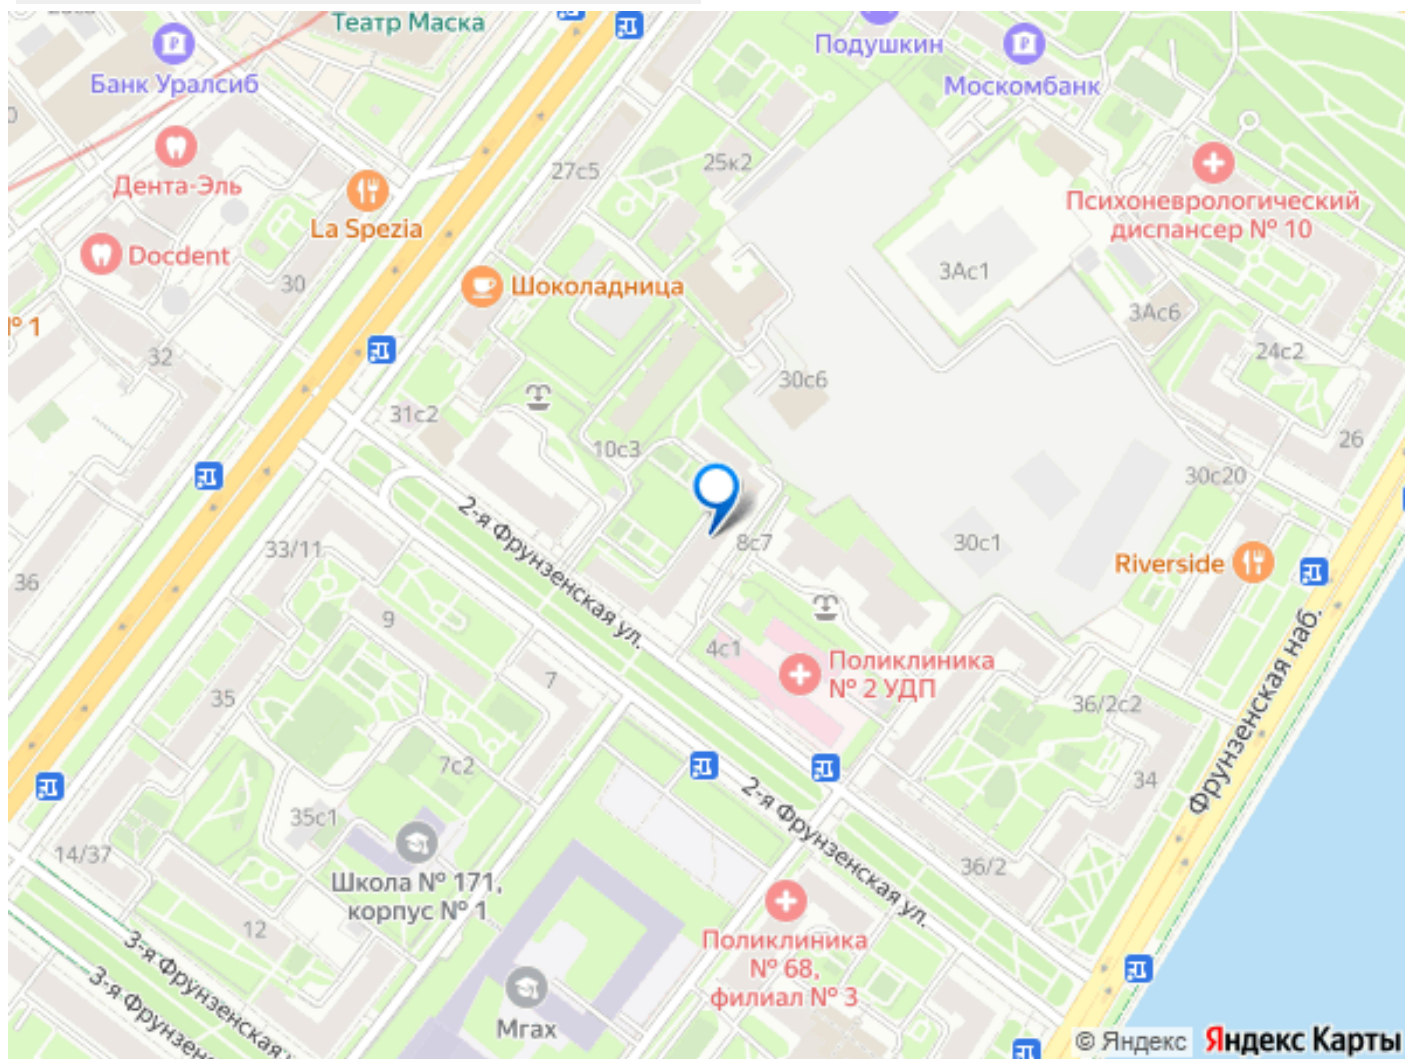 Театр Маска
Подушкин
Банк Уралсиб
Москомбанк
27с5
25к2
Дента-Эль
La Spezia
Docdent
Психоневрологический
диспансер № 10
30
Шоколадница
3Ас1
3Ас6
№ 1
32
24с2
30с6
31с2
10с3
26
30с20
2-я Фрунзенская ул.
33/11
8с7
30с1
Riverside
36
9
4с1
Поликлиника
№ 2 УДП
7
35
36/2с2
Фрунзенская наб.
7с2
34
35с1
2-я Фрунзенская ул.
14/37
Школа № 171,
корпус № 1
36/2
12
Поликлиника
№ 68,
филиал № 3
3-я Фрунзенская
3-я Фрунзенс
Мгах
© Яндекс Яндекс Карты